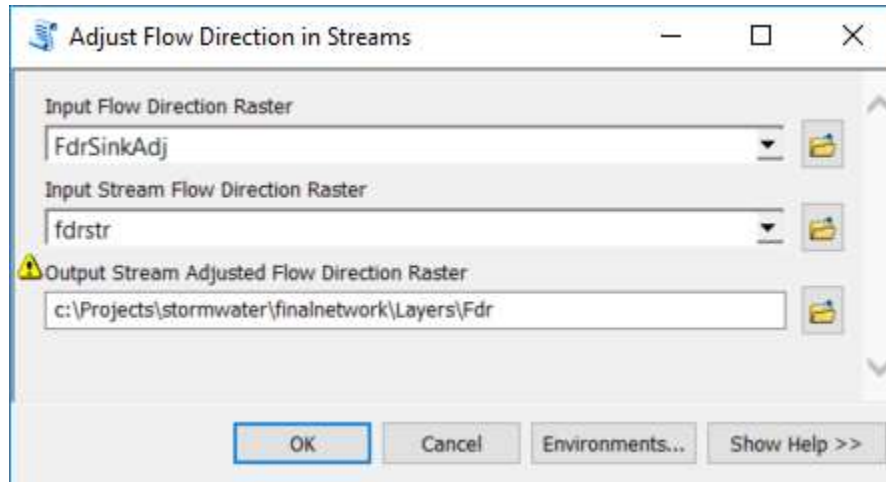 Adjust Flow Direction in Streams
Input Flow Direction Raster
FdrSinkAdj
Input Stream Flow Direction Raster
fdrstr
Output Stream Adjusted Flow Direction Raster
c:\Projects\stormwater\finalnetwork\Layers\Fdr
OK Cancel Environments... Show Help >>